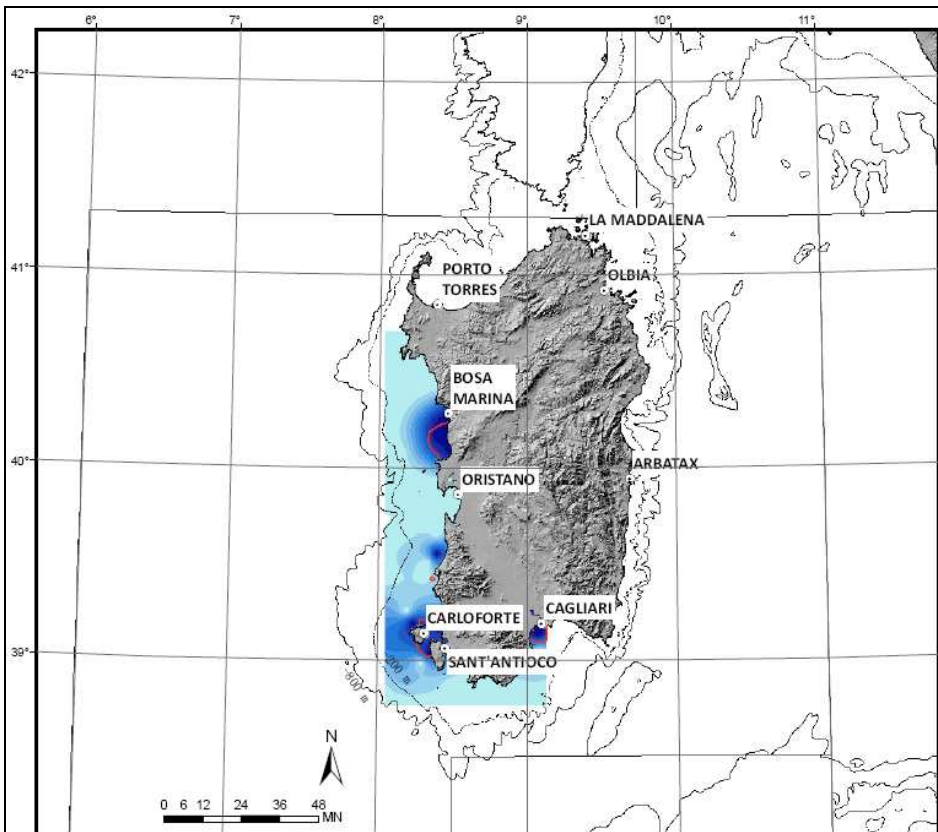 6° 7° 8° 9° 10° 11°
42°
LA MADDALENA
41°
PORTO
TORRES
OLBIA
BOSA
MARINA
40°
ARBATAX
ORISTANO
CARLOFORTE
CAGLIARI
39°
SANT'ANTIOCO
-200 m
-800 m
N
0 6 12 24 36 48
MN